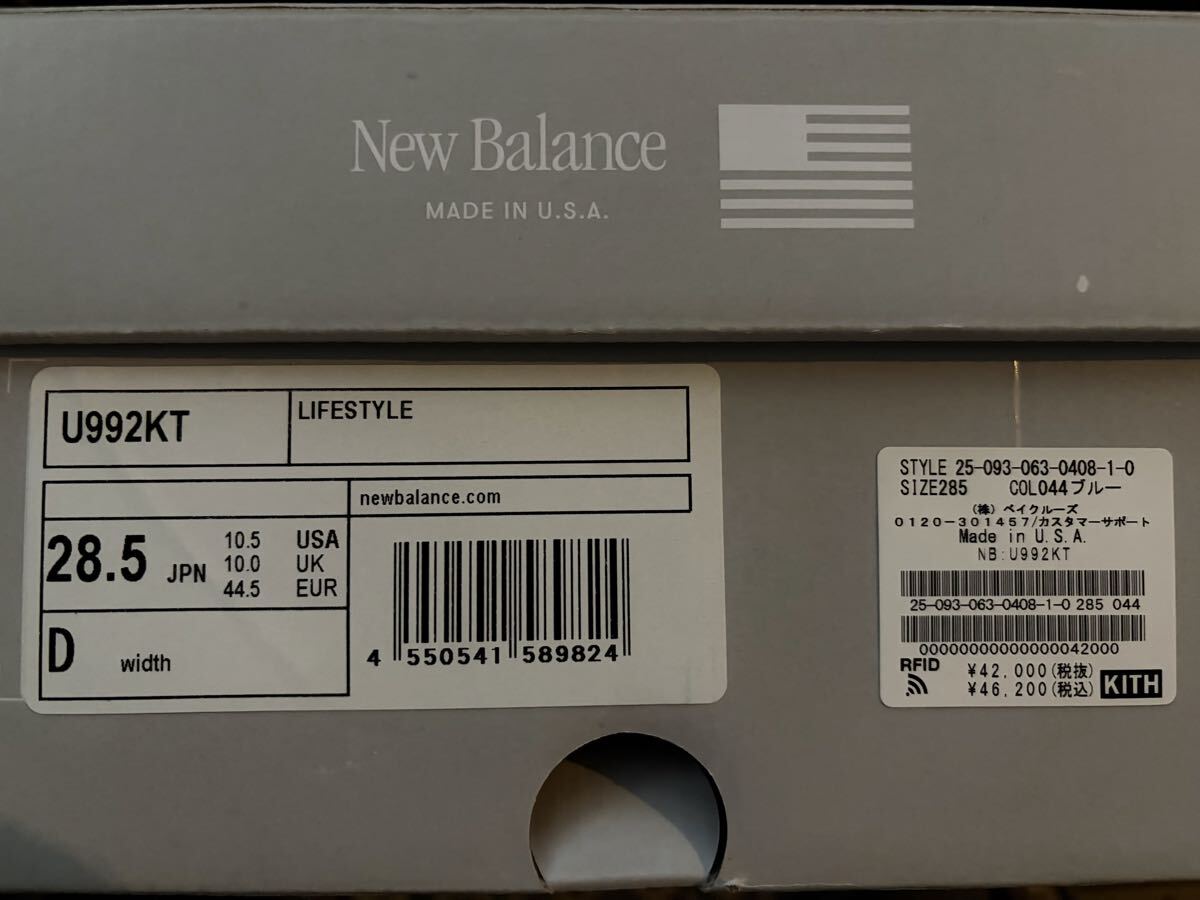 New Balance
MADE IN U.S.A.
U992KT
LIFESTYLE
newbalance.com
28.5 JPN
10.5 USA
10.0 UK
44.5 EUR
D width
4 550541 589824
STYLE 25-093-063-0408-1-0
SIZE285 COL044ブルー
(株) ベイクルーズ
0120-301457/カスタマーサポート
Made in U.S.A.
NB:U992KT
25-093-063-0408-1-0 285 044
00000000000000042000
RFID
¥42,000(税抜)
¥46,200(税込)
KITH